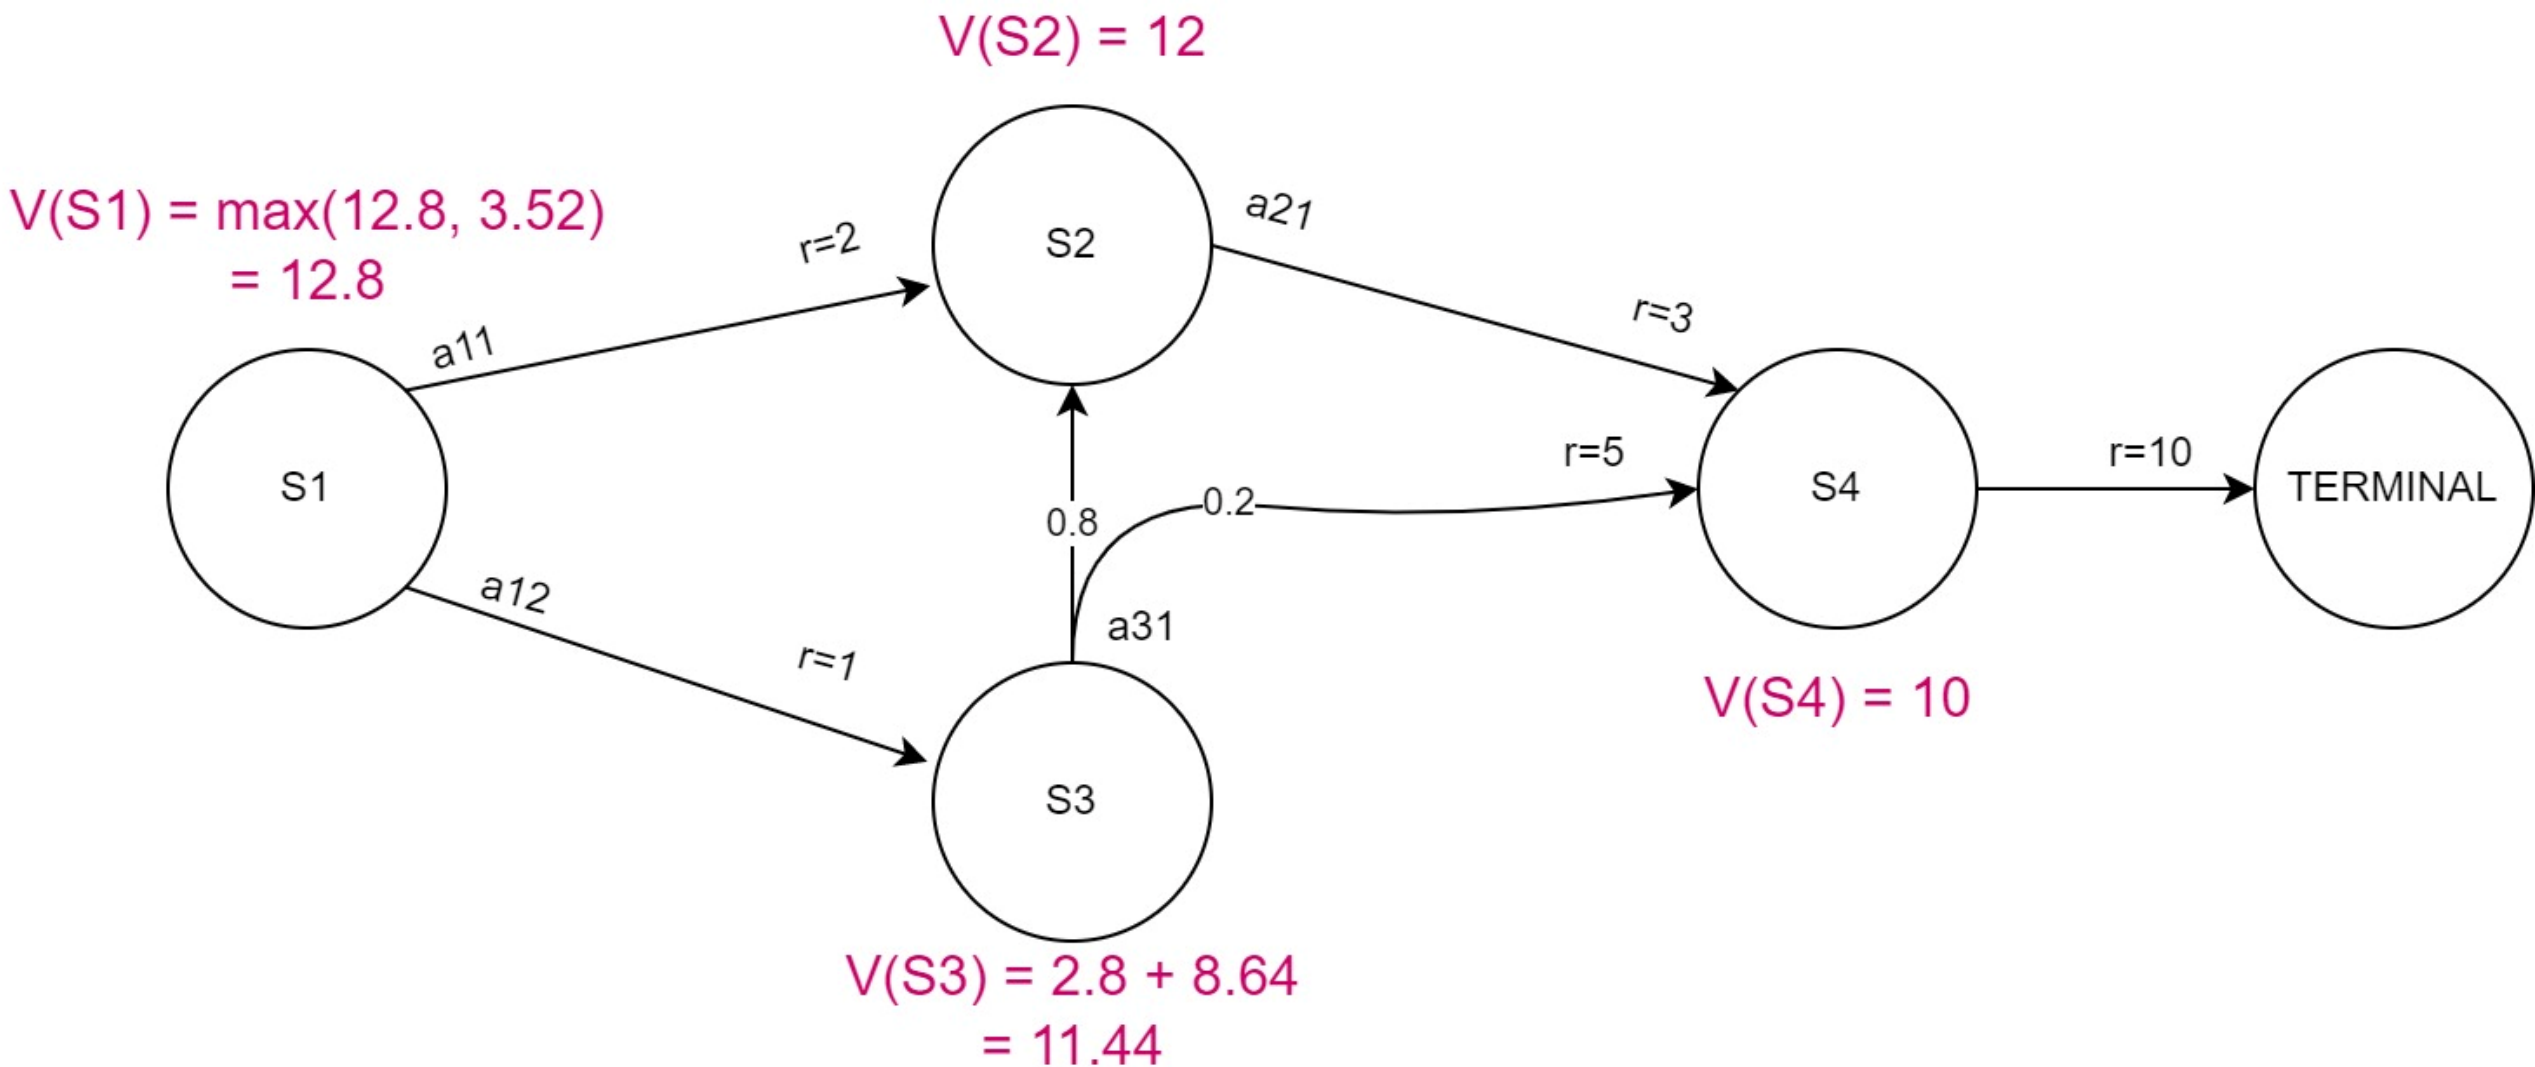 V(S2) = 12
V(S1) = max(12.8, 3.52)
= 12.8
a11
r=2
S2
a21
r=3
S1
0.8
0.2
r=5
S4
r=10
TERMINAL
a12
r=1
a31
V(S4) = 10
S3
V(S3) = 2.8 + 8.64
= 11.44